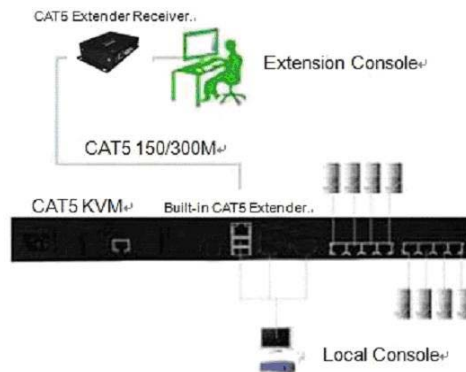 CAT5 Extender Receiver..
Extension Console↵
CAT5 150/300M↵
CAT5 KVM↵
Built-in CAT5 Extender..
Local Console↵